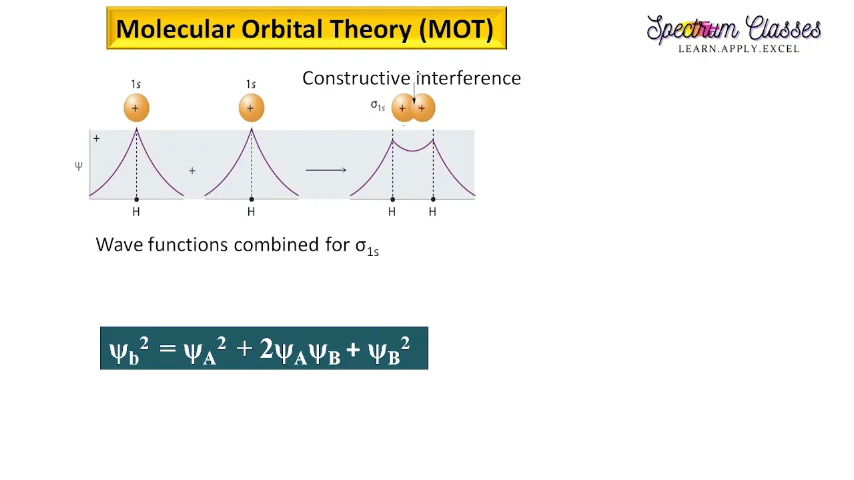 Molecular Orbital Theory (MOT)
Spectrum Classes
LEARN.APPLY.EXCEL
Constructive interference
1s 1s σ1s
+ + + +
+
Ψ + 
H H H H
Wave functions combined for σ1s
ψb² = ψA² + 2ψAψB + ψB²